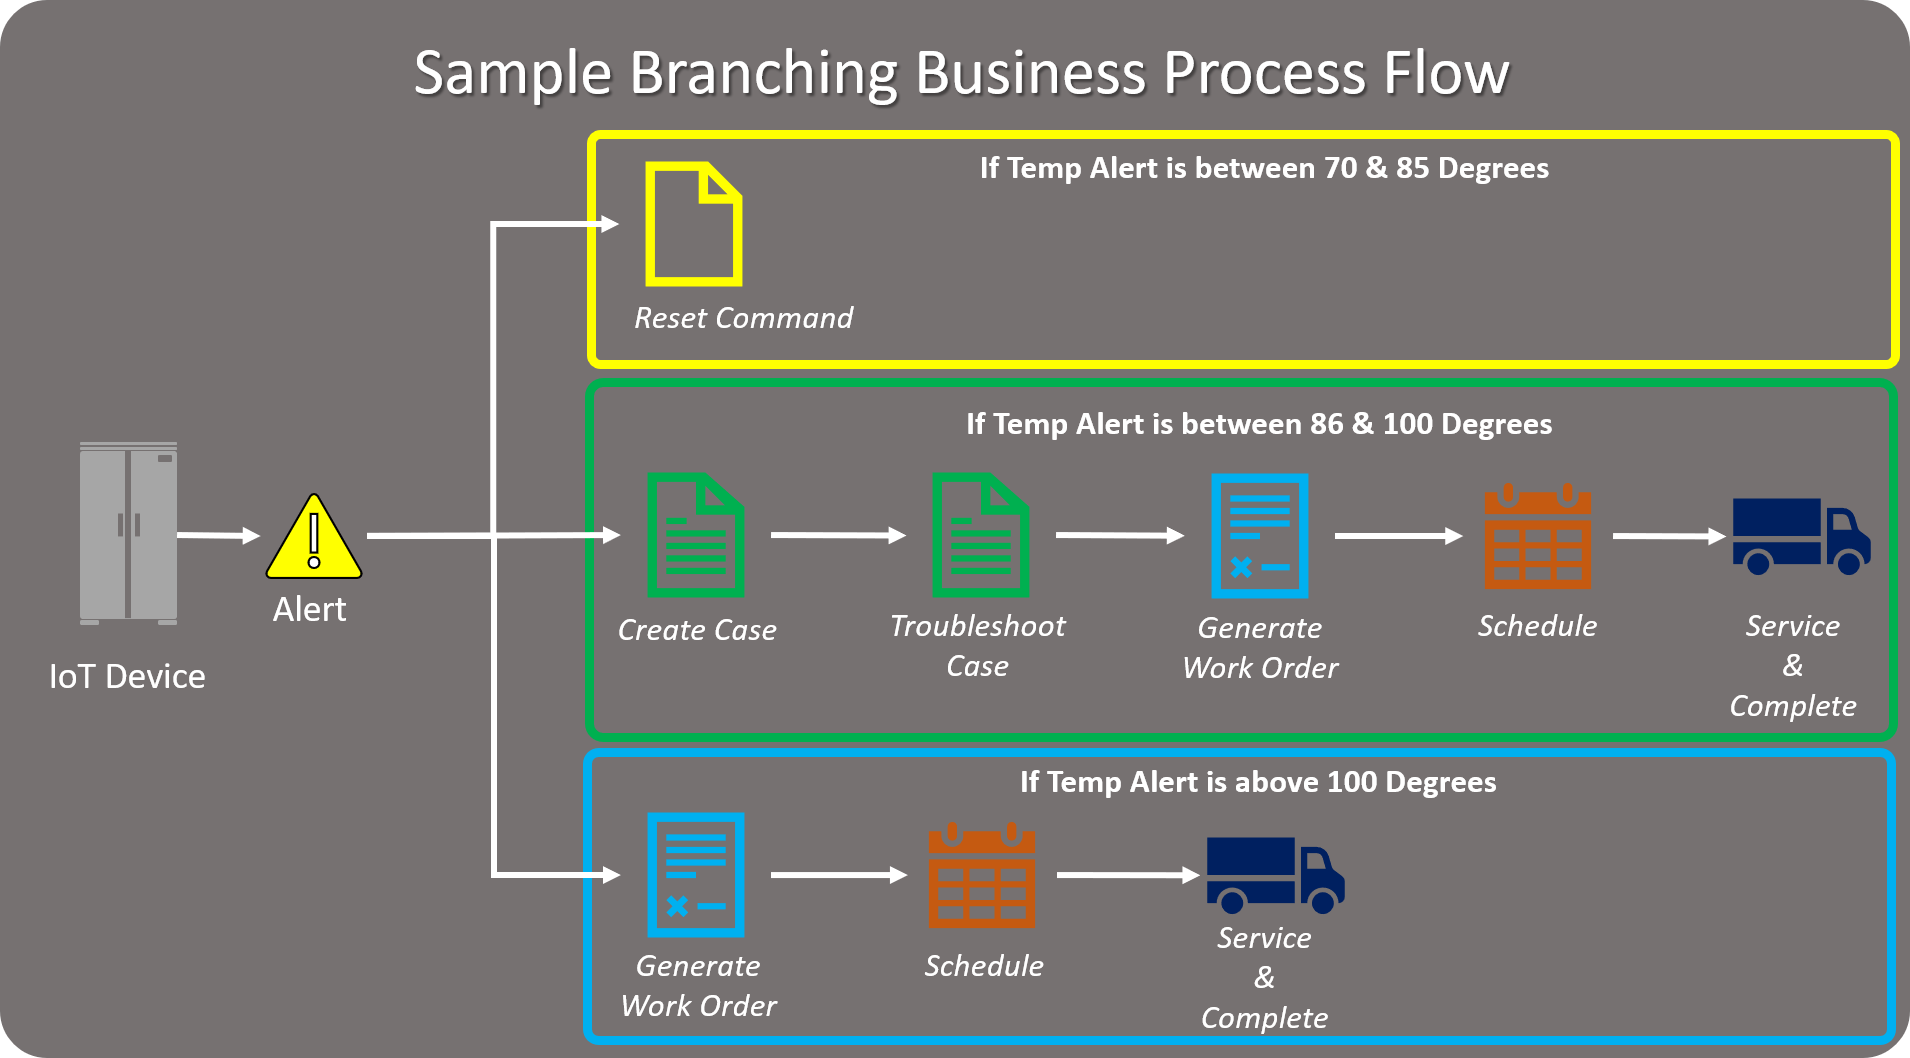 Sample Branching Business Process Flow
If Temp Alert is between 70 & 85 Degrees
Reset Command
If Temp Alert is between 86 & 100 Degrees
Create Case
Troubleshoot
Case
Generate
Work Order
Schedule
Service
&
Complete
Alert
IoT Device
If Temp Alert is above 100 Degrees
Generate
Work Order
Schedule
Service
&
Complete